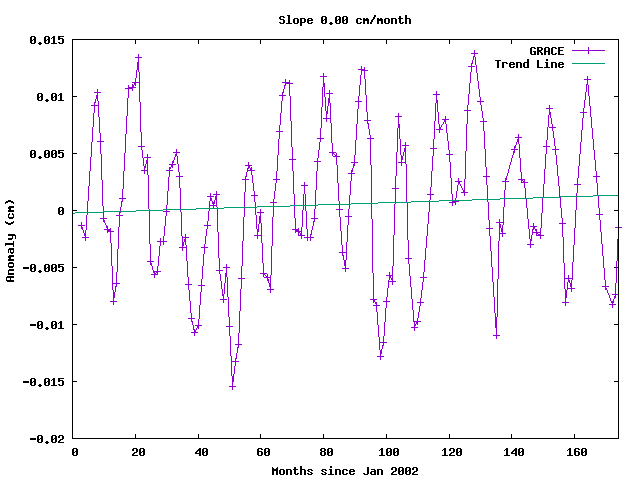 Slope 0.00 cm/month
GRACE
Trend Line
0.015
0.01
0.005
0
-0.005
-0.01
-0.015
-0.02
Anomaly (cm)
0 20 40 60 80 100 120 140 160
Months since Jan 2002